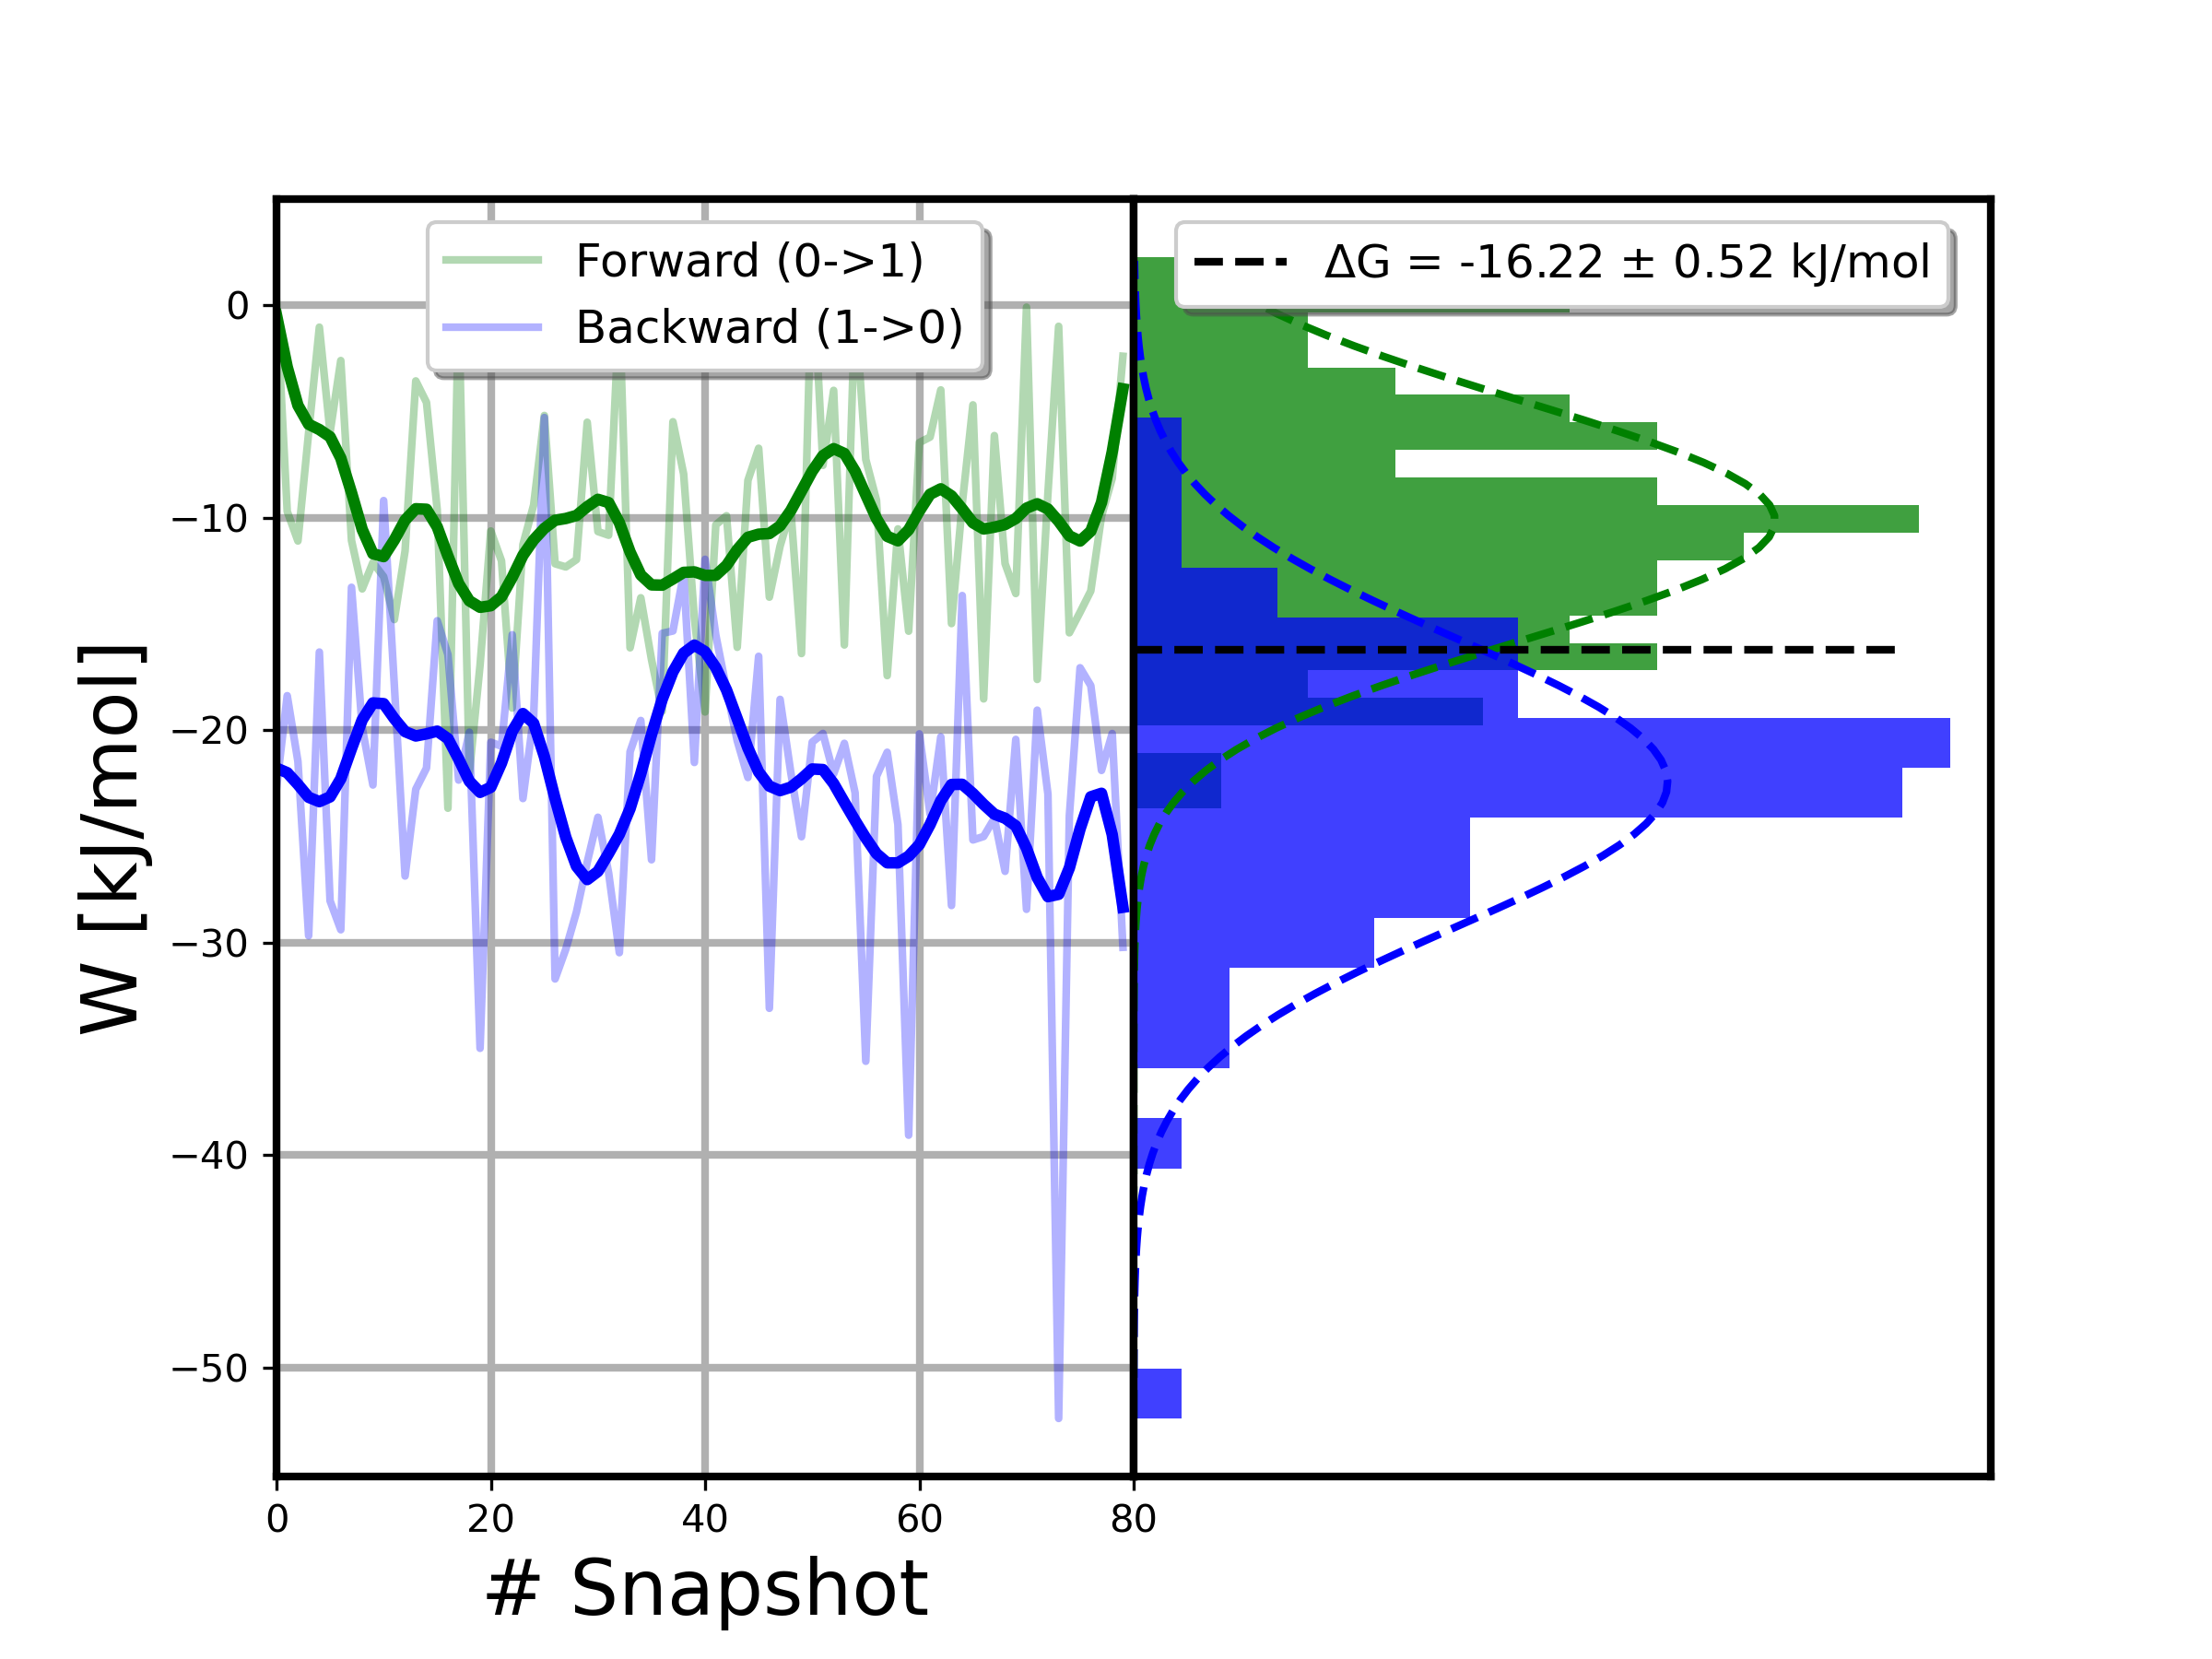 Forward (0->1)
Backward (1->0)
ΔG = -16.22 ± 0.52 kJ/mol
W [kJ/mol]
0
−10
−20
−30
−40
−50
0 20 40 60 80
# Snapshot